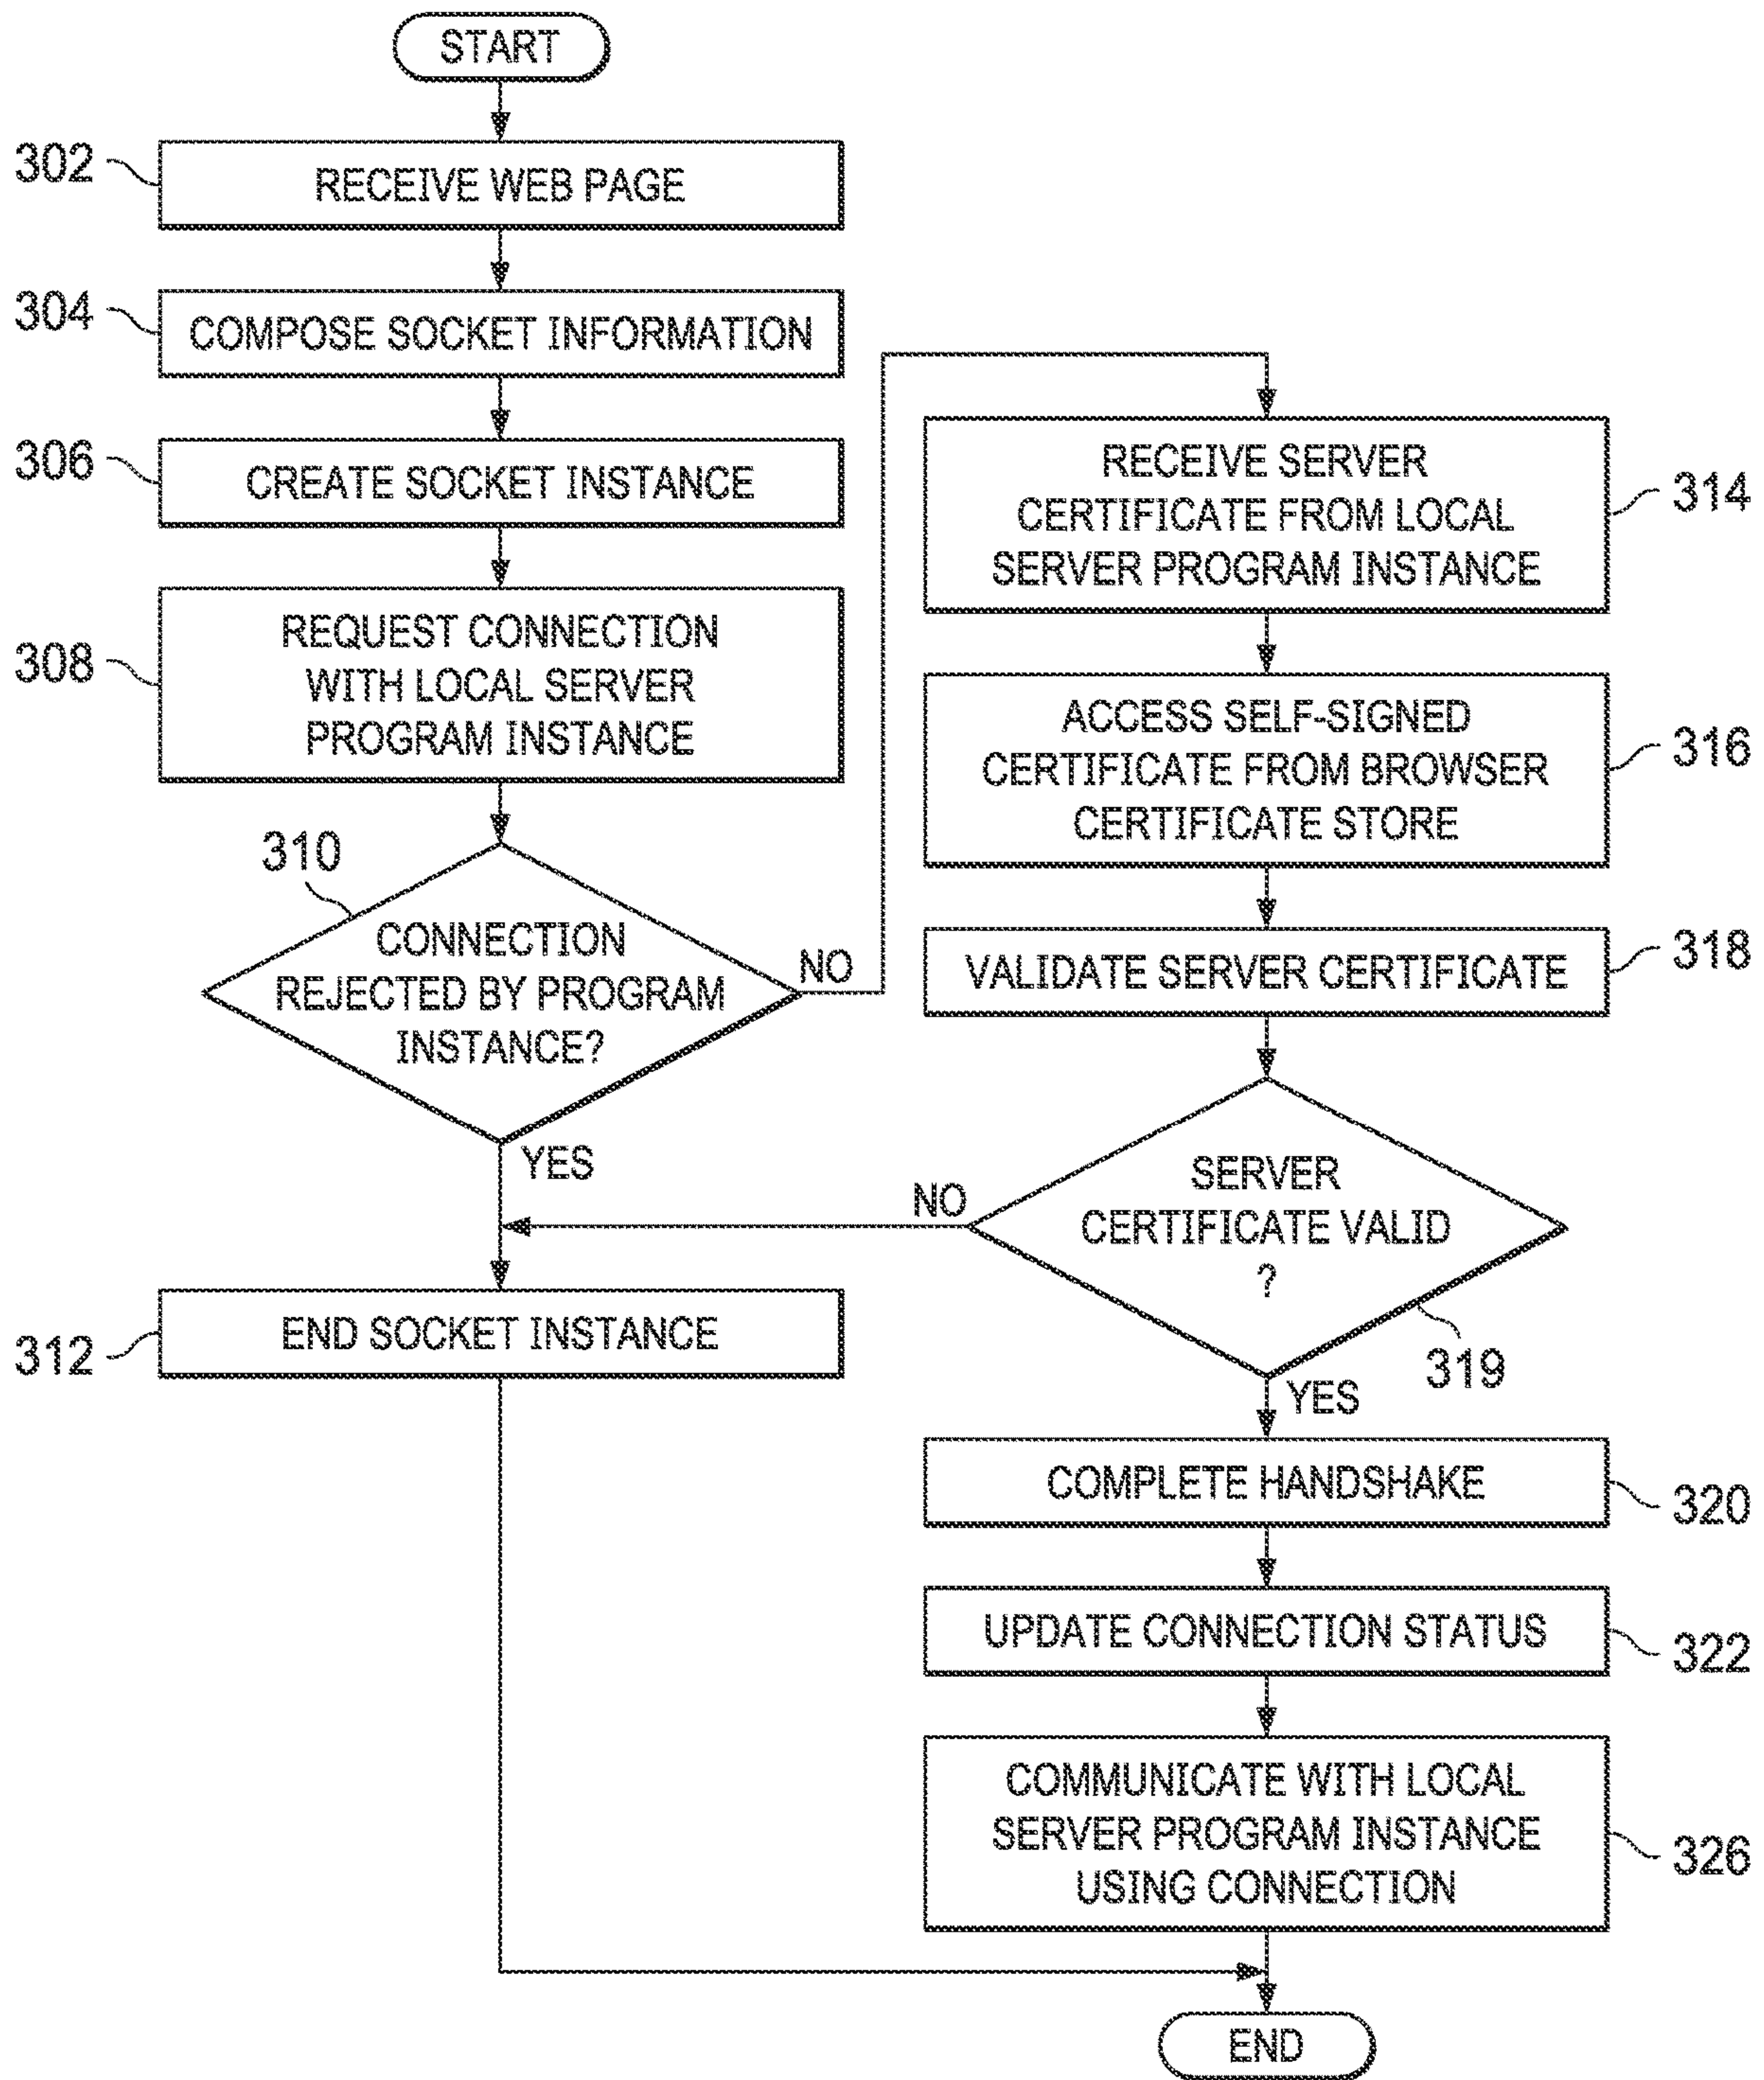 START
302
RECEIVE WEB PAGE
304
COMPOSE SOCKET INFORMATION
306
CREATE SOCKET INSTANCE
308
REQUEST CONNECTION
WITH LOCAL SERVER
PROGRAM INSTANCE
310
CONNECTION
REJECTED BY PROGRAM
INSTANCE?
NO
YES
312
END SOCKET INSTANCE
RECEIVE SERVER
CERTIFICATE FROM LOCAL
SERVER PROGRAM INSTANCE
314
ACCESS SELF-SIGNED
CERTIFICATE FROM BROWSER
CERTIFICATE STORE
316
VALIDATE SERVER CERTIFICATE
318
SERVER
CERTIFICATE VALID
?
NO
319
YES
COMPLETE HANDSHAKE
320
UPDATE CONNECTION STATUS
322
COMMUNICATE WITH LOCAL
SERVER PROGRAM INSTANCE
USING CONNECTION
326
END